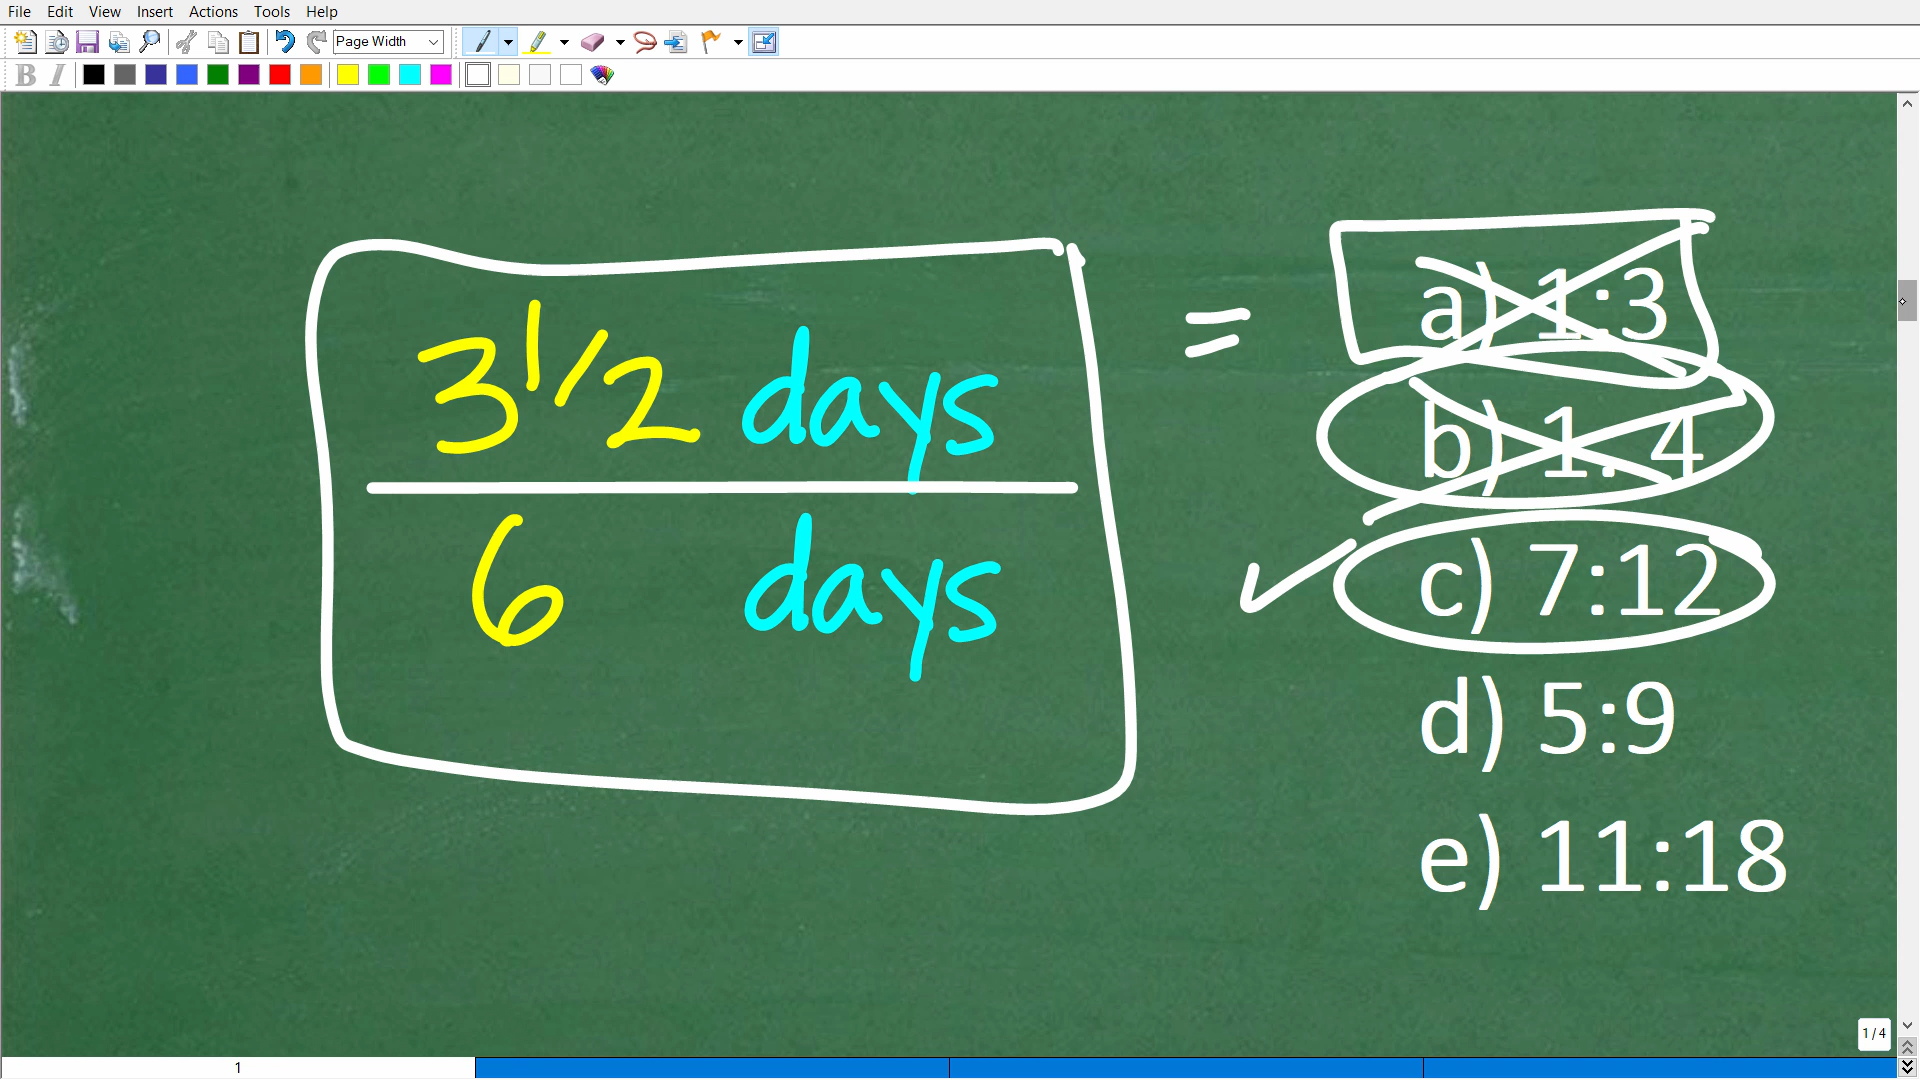 File Edit View Insert Actions Tools Help
Page Width
B I
3 1/2 days
6 days
=
a) 1:3
b) 1:4
c) 7:12
d) 5:9
e) 11:18
1 / 4
1